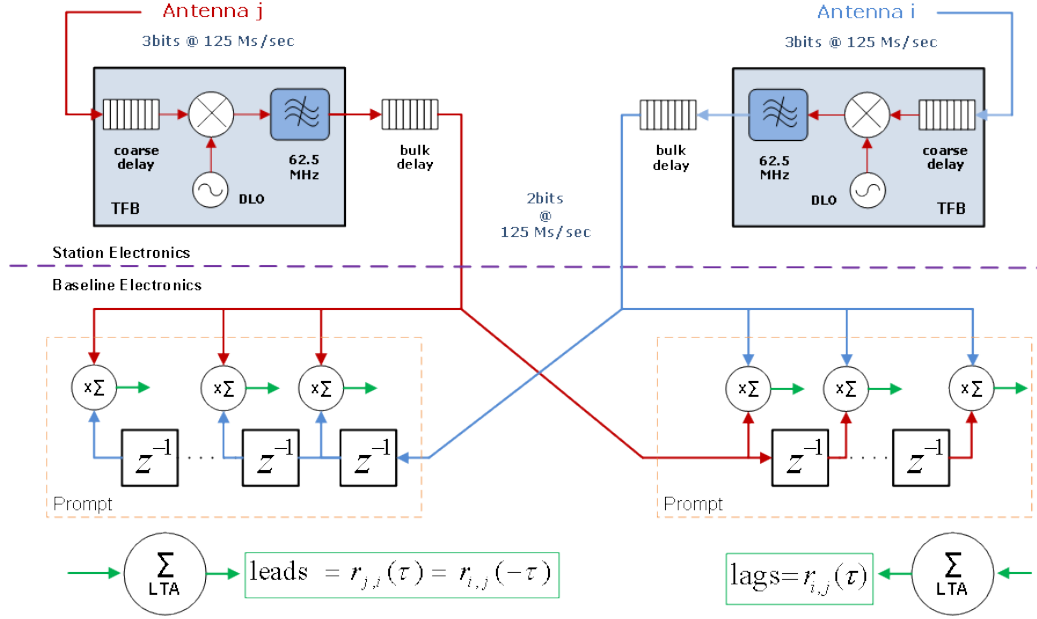 Antenna j
3bits @ 125 Ms/sec
coarse
delay
62.5
MHz
DLO
TFB
bulk
delay
Antenna i
3bits @ 125 Ms/sec
bulk
delay
62.5
MHz
coarse
delay
DLO
TFB
2bits
@
125 Ms/sec
Station Electronics
Baseline Electronics
×Σ
×Σ
×Σ
z⁻¹
....
z⁻¹
z⁻¹
Prompt
×Σ
×Σ
×Σ
z⁻¹
.....
z⁻¹
Prompt
Σ
LTA
leads = r_{j,i}(τ) = r_{i,j}(−τ)
lags=r_{i,j}(τ)
Σ
LTA